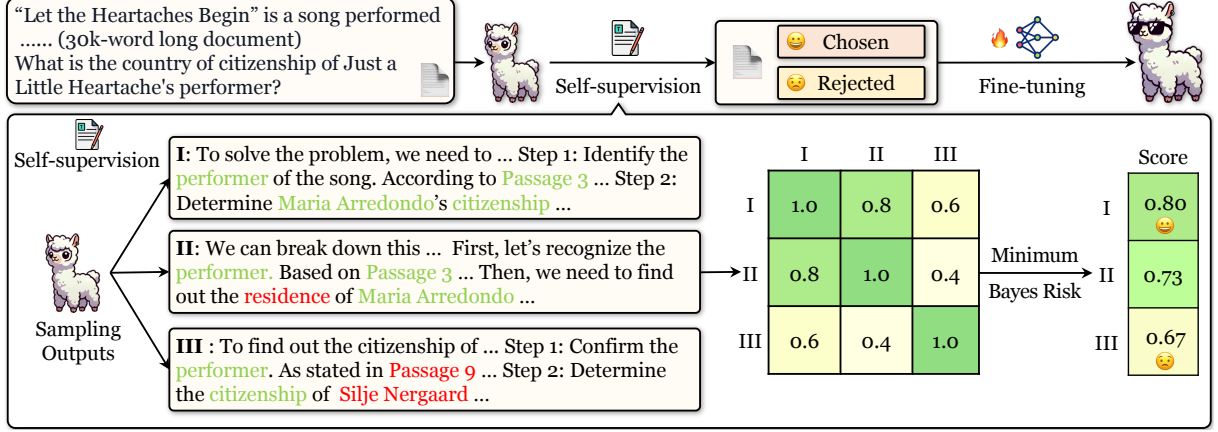 “Let the Heartaches Begin” is a song performed
...... (30k-word long document)
What is the country of citizenship of Just a
Little Heartache's performer?
Self-supervision
Chosen
Rejected
Fine-tuning
Self-supervision
I: To solve the problem, we need to ... Step 1: Identify the
performer of the song. According to Passage 3 ... Step 2:
Determine Maria Arredondo’s citizenship ...
II: We can break down this ... First, let’s recognize the
performer. Based on Passage 3 ... Then, we need to find
out the residence of Maria Arredondo ...
III : To find out the citizenship of ... Step 1: Confirm the
performer. As stated in Passage 9 ... Step 2: Determine
the citizenship of Silje Nergaard ...
Sampling
Outputs
I II III
I 1.0 0.8 0.6
II 0.8 1.0 0.4
III 0.6 0.4 1.0
Minimum
Bayes Risk
Score
I 0.80
II 0.73
III 0.67